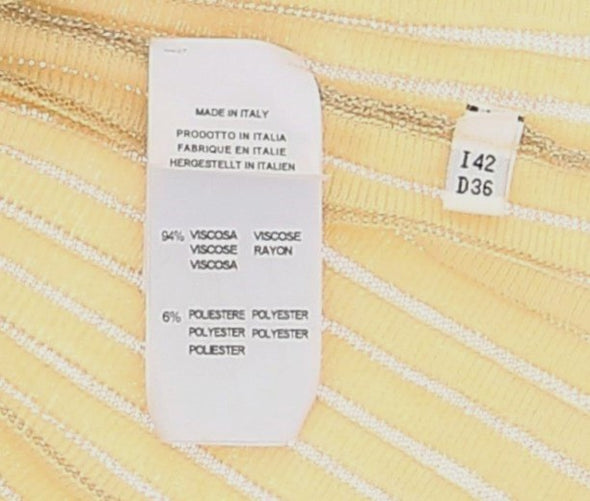 MADE IN ITALY
PRODOTTO IN ITALIA
FABRIQUE EN ITALIE
HERGESTELLT IN ITALIEN
94% VISCOSA VISCOSE
VISCOSE RAYON
VISCOSA
6% POLIESTERE POLYESTER
POLYESTER POLYESTER
POLIESTER
I 42
D36